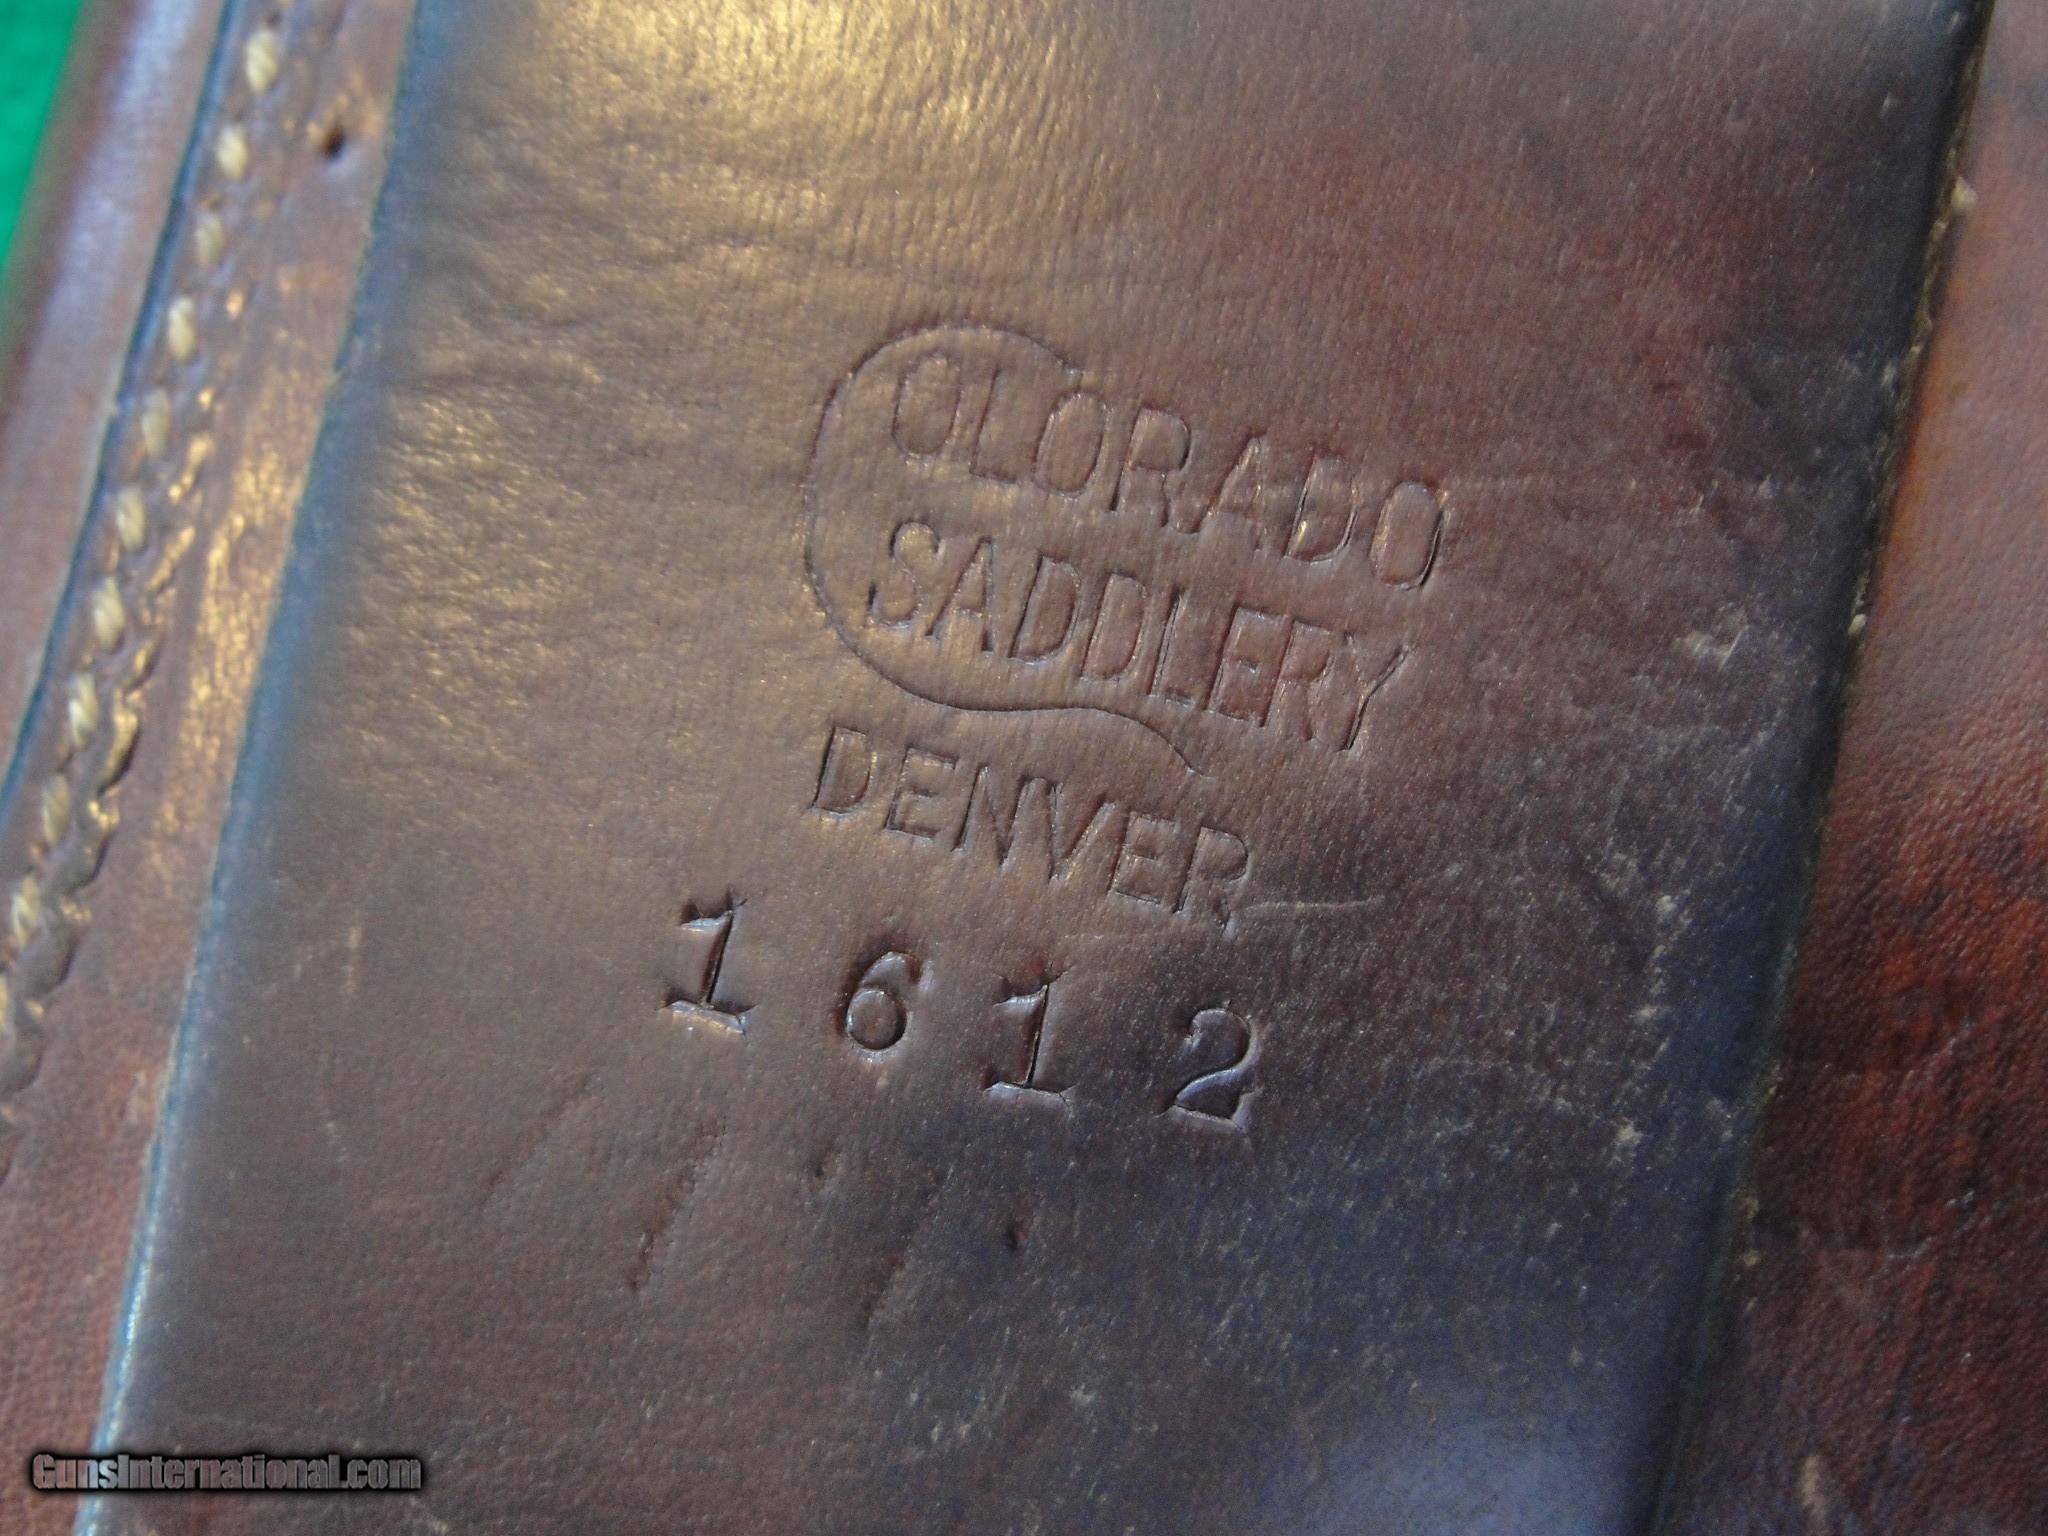 COLORADO
SADDLERY
DENVER
1612
GunsInternational.com